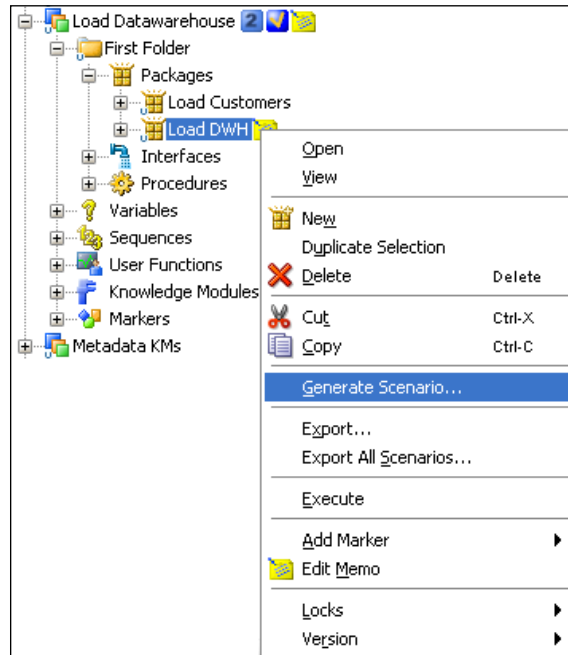 Load Datawarehouse 2
First Folder
Packages
Load Customers
Load DWH
Interfaces
Procedures
Variables
Sequences
User Functions
Knowledge Modules
Markers
Metadata KMs
Open
View
New
Duplicate Selection
Delete Delete
Cut Ctrl-X
Copy Ctrl-C
Generate Scenario...
Export...
Export All Scenarios...
Execute
Add Marker
Edit Memo
Locks
Version